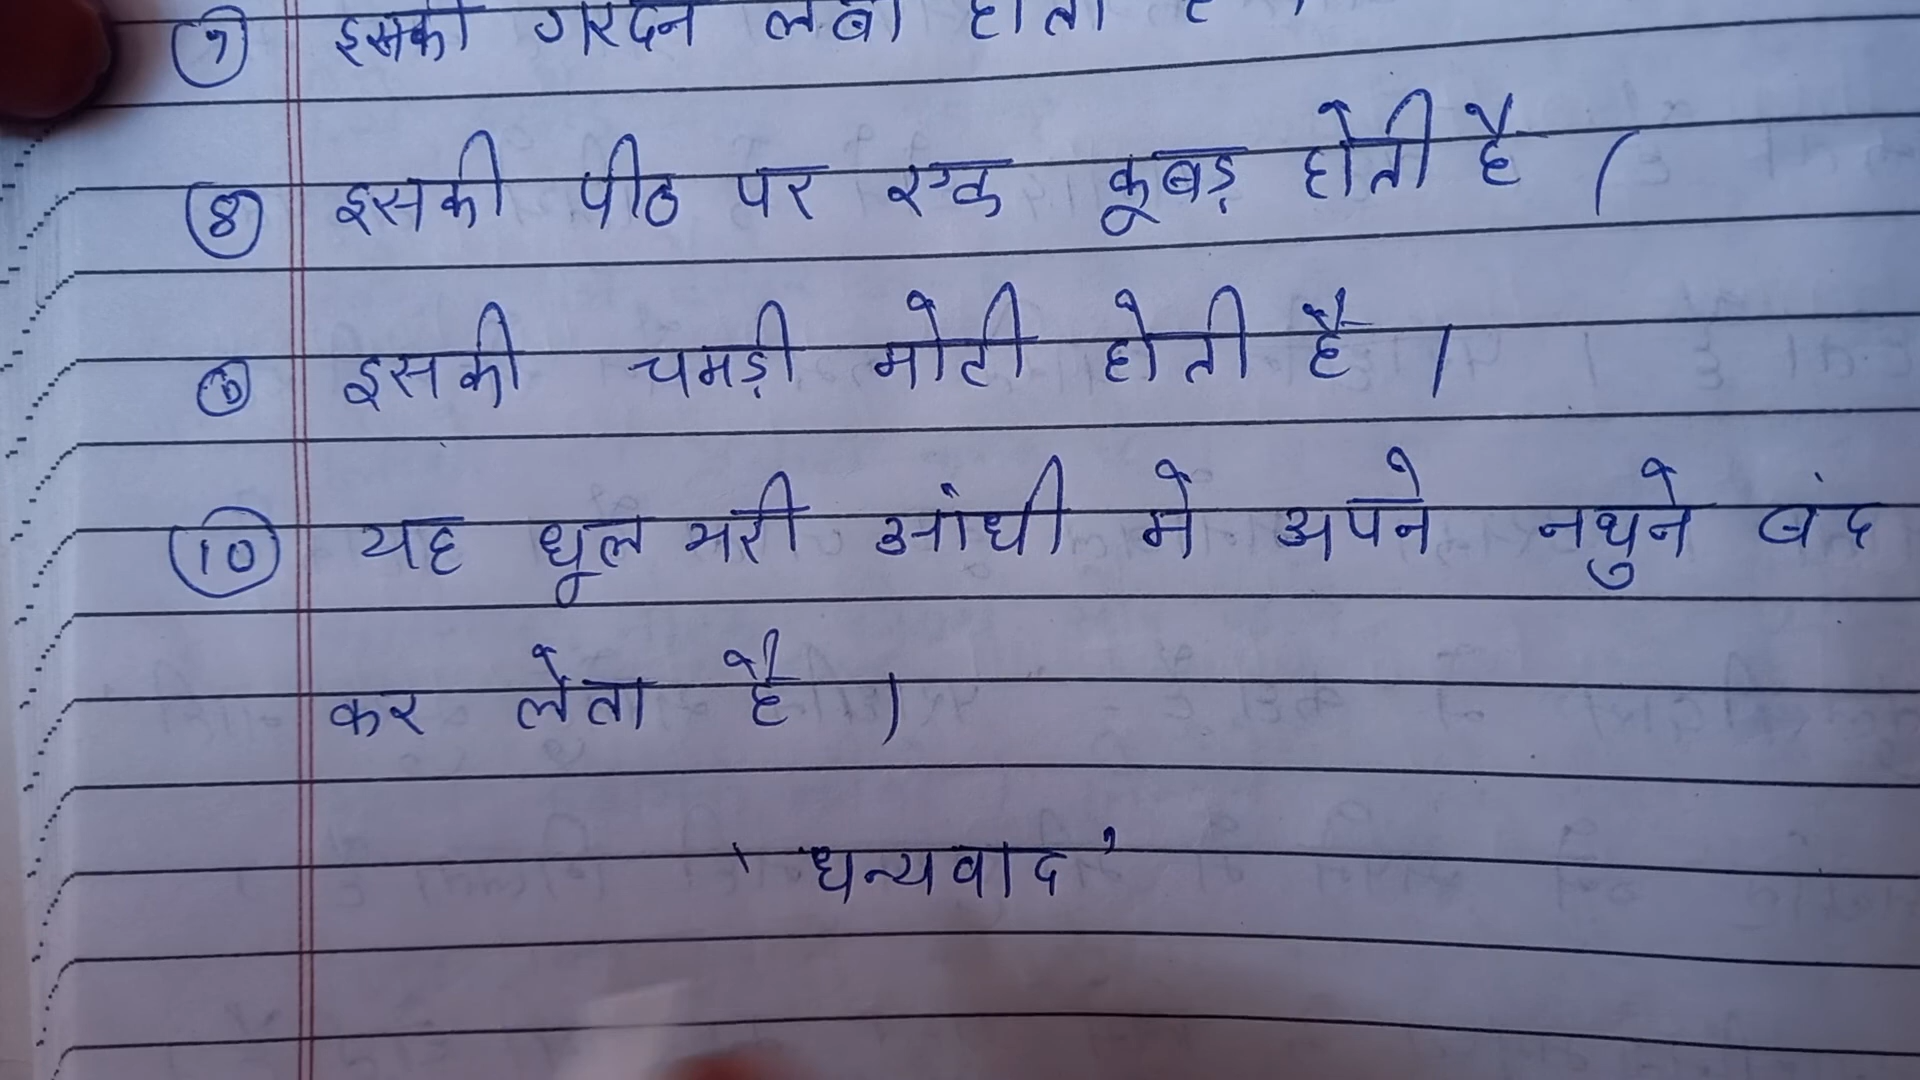 7 इसकी गरदन लंबी होती है
8 इसकी पीठ पर एक कूबड़ होती है ।
9 इसकी चमड़ी मोटी होती है ।
10 यह धूल भरी आंधी में अपने नथुने बंद
कर लेता है ।
' धन्यवाद '